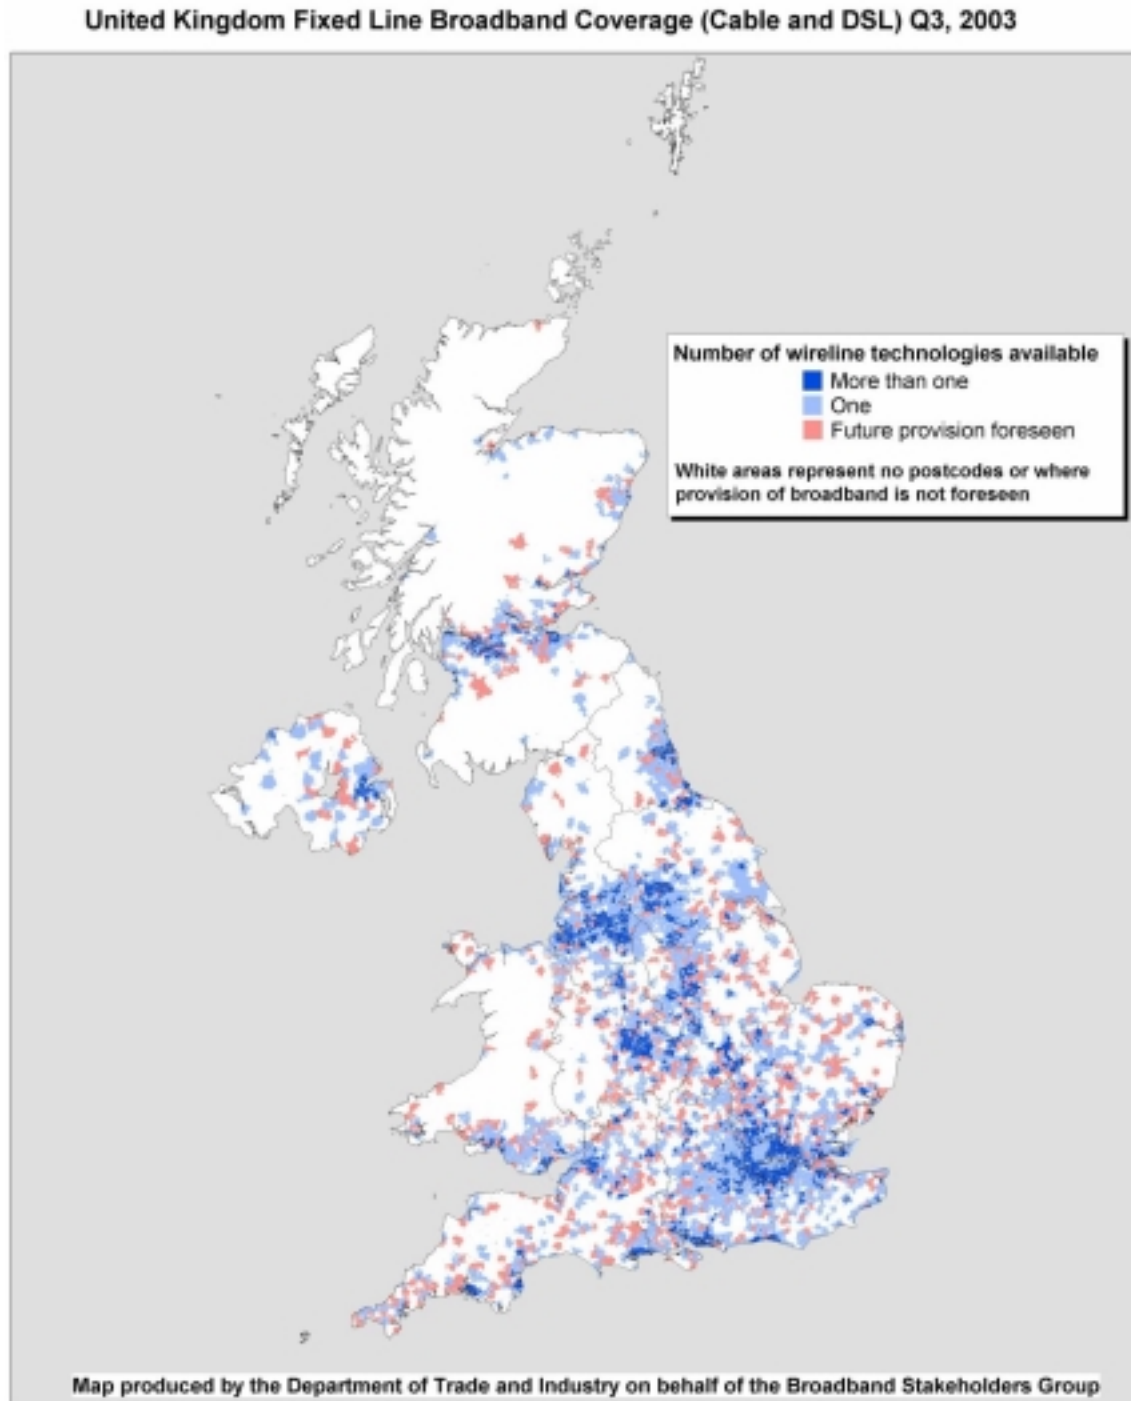 United Kingdom Fixed Line Broadband Coverage (Cable and DSL) Q3, 2003
Number of wireline technologies available
More than one
One
Future provision foreseen
White areas represent no postcodes or where
provision of broadband is not foreseen
Map produced by the Department of Trade and Industry on behalf of the Broadband Stakeholders Group